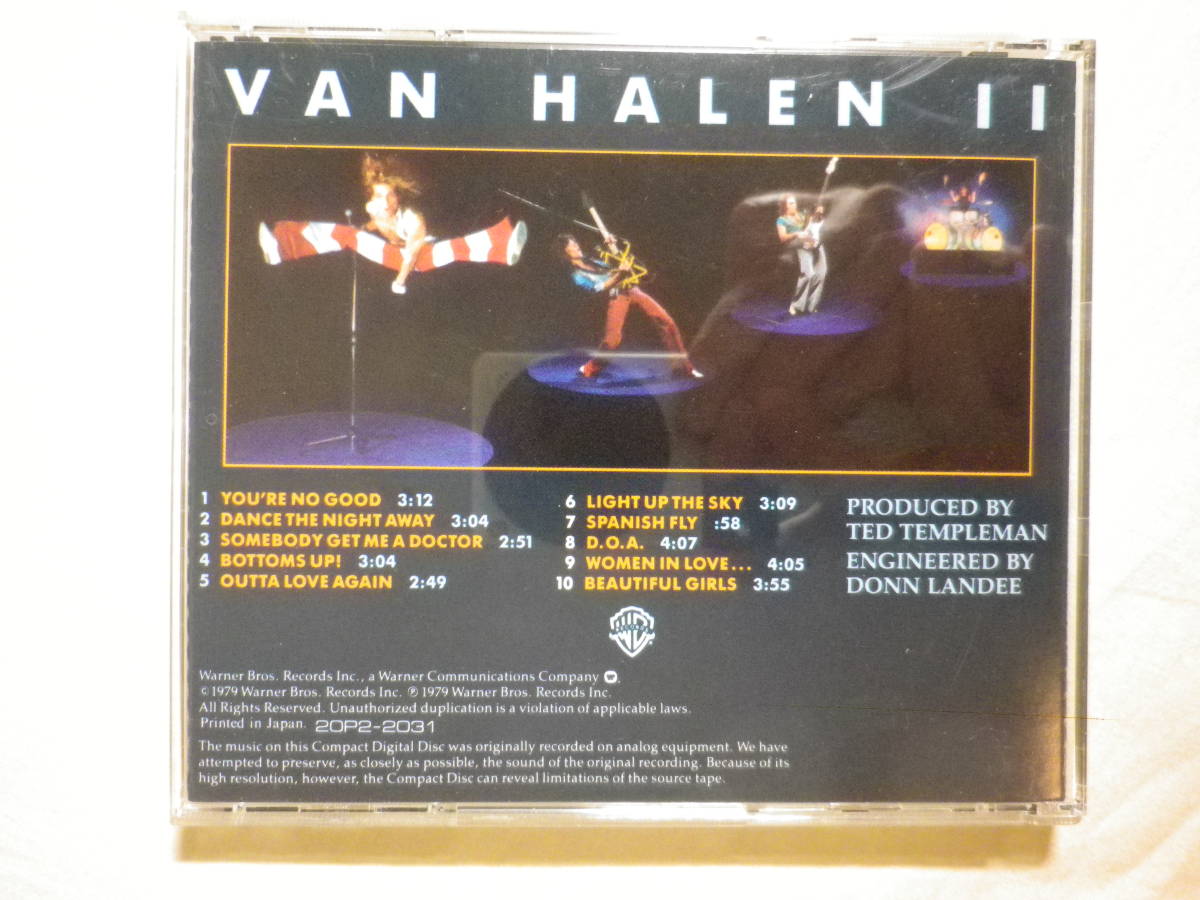 VAN HALEN II
1 YOU'RE NO GOOD 3:12
2 DANCE THE NIGHT AWAY 3:04
3 SOMEBODY GET ME A DOCTOR 2:51
4 BOTTOMS UP! 3:04
5 OUTTA LOVE AGAIN 2:49
6 LIGHT UP THE SKY 3:09
7 SPANISH FLY :58
8 D.O.A. 4:07
9 WOMEN IN LOVE... 4:05
10 BEAUTIFUL GIRLS 3:55
PRODUCED BY
TED TEMPLEMAN
ENGINEERED BY
DONN LANDEE
WB
RECORDS
Warner Bros. Records Inc., a Warner Communications Company.
©1979 Warner Bros. Records Inc. ℗ 1979 Warner Bros. Records Inc.
All Rights Reserved. Unauthorized duplication is a violation of applicable laws.
Printed in Japan. 20P2-2031
The music on this Compact Digital Disc was originally recorded on analog equipment. We have
attempted to preserve, as closely as possible, the sound of the original recording. Because of its
high resolution, however, the Compact Disc can reveal limitations of the source tape.